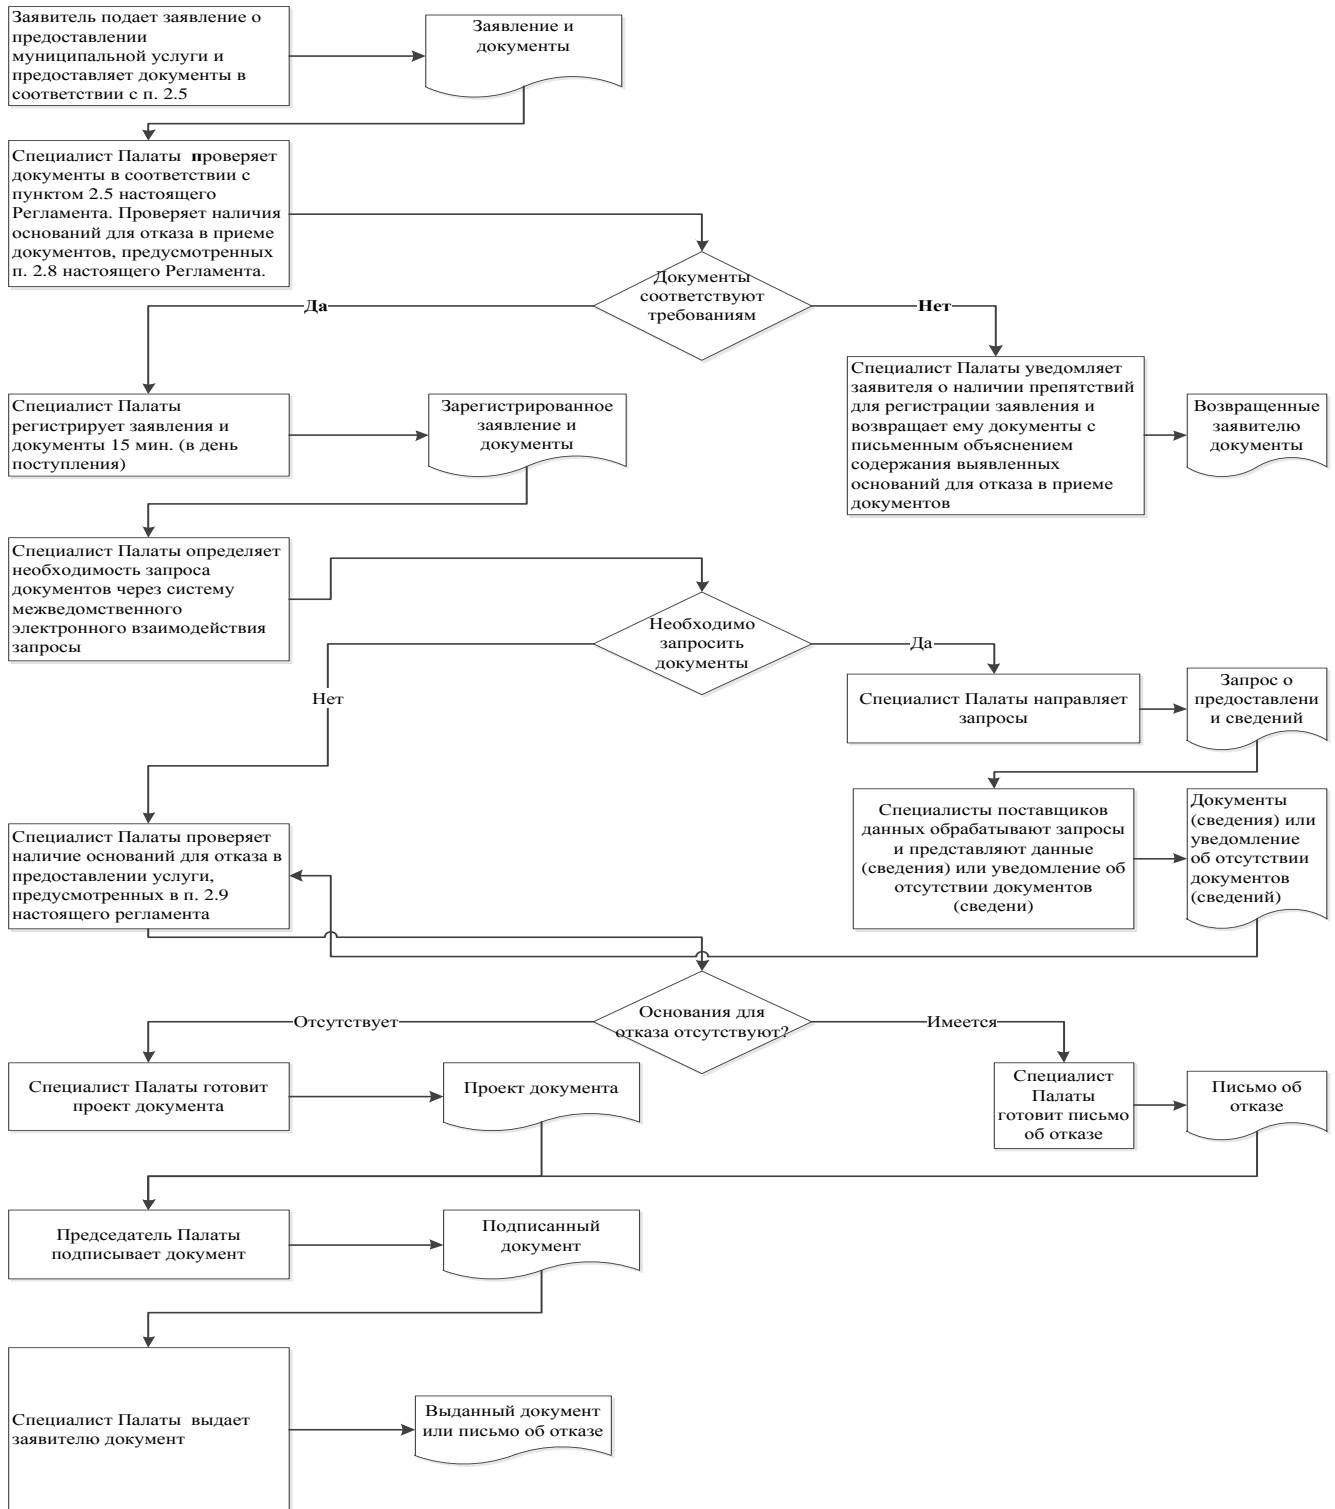 Заявитель подает заявление о
предоставлении
муниципальной услуги и
предоставляет документы в
соответствии с п. 2.5
Заявление и
документы
Специалист Палаты  проверяет
документы в соответствии с
пунктом 2.5 настоящего
Регламента. Проверяет наличия
оснований для отказа в приеме
документов, предусмотренных
п. 2.8 настоящего Регламента.
Документы
соответствуют
требованиям
Да
Нет
Специалист Палаты
регистрирует заявления и
документы 15 мин. (в день
поступления)
Зарегистрированное
заявление и
документы
Специалист Палаты уведомляет
заявителя о наличии препятствий
для регистрации заявления и
возвращает ему документы с
письменным объяснением
содержания выявленных
оснований для отказа в приеме
документов
Возвращенные
заявителю
документы
Специалист Палаты определяет
необходимость запроса
документов через систему
межведомственного
электронного взаимодействия
запросы
Необходимо
запросить
документы
Да
Нет
Специалист Палаты направляет
запросы
Запрос о
предоставлени
и сведений
Специалист Палаты проверяет
наличие оснований для отказа в
предоставлении услуги,
предусмотренных в п. 2.9
настоящего регламента
Специалисты поставщиков
данных обрабатывают запросы
и представляют данные
(сведения) или уведомление об
отсутствии документов
(сведени)
Документы
(сведения) или
уведомление
об отсутствии
документов
(сведений)
Основания для
отказа отсутствуют?
Отсутствует
Имеется
Специалист Палаты готовит
проект документа
Проект документа
Специалист
Палаты
готовит письмо
об отказе
Письмо об
отказе
Председатель Палаты
подписывает документ
Подписанный
документ
Специалист Палаты  выдает
заявителю документ
Выданный документ
или письмо об отказе